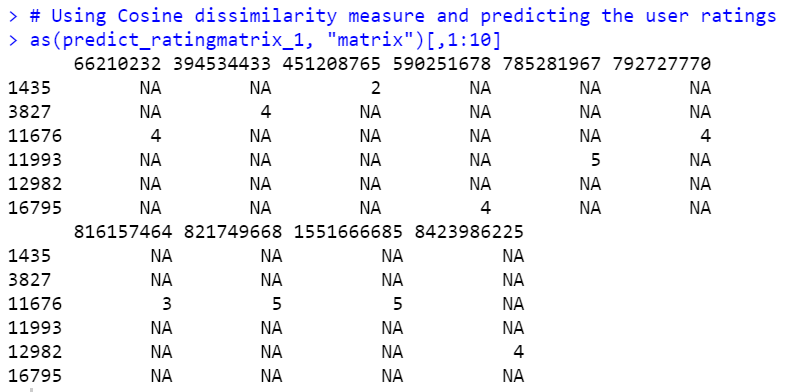 > # Using Cosine dissimilarity measure and predicting the user ratings
> as(predict_ratingmatrix_1, "matrix")[,1:10]
      66210232 394534433 451208765 590251678 785281967 792727770
1435        NA        NA         2        NA        NA        NA
3827        NA         4        NA        NA        NA        NA
11676        4        NA        NA        NA        NA         4
11993       NA        NA        NA        NA         5        NA
12982       NA        NA        NA        NA        NA        NA
16795       NA        NA        NA         4        NA        NA
      816157464 821749668 1551666685 8423986225
1435         NA        NA         NA         NA
3827         NA        NA         NA         NA
11676         3         5          5         NA
11993        NA        NA         NA         NA
12982        NA        NA         NA          4
16795        NA        NA         NA         NA